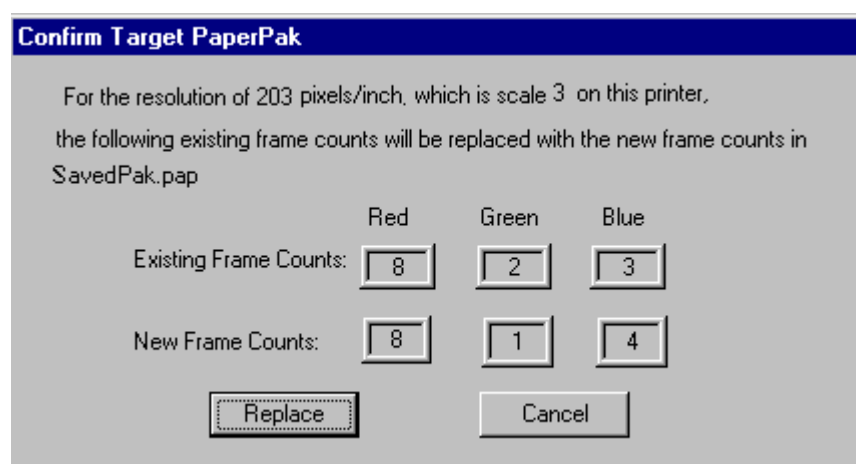 Confirm Target PaperPak
For the resolution of 203 pixels/inch, which is scale 3 on this printer,
the following existing frame counts will be replaced with the new frame counts in
SavedPak.pap
Red Green Blue
Existing Frame Counts: 8 2 3
New Frame Counts: 8 1 4
Replace Cancel